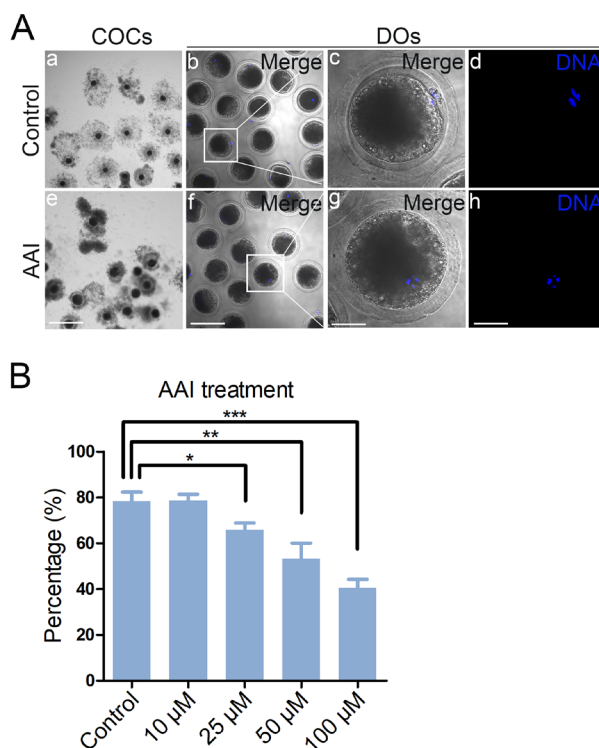 A
COCs
DOs
Control
a
b
Merge
c
Merge
d
DNA
AAI
e
f
Merge
g
Merge
h
DNA
B
AAI treatment
***
**
*
Percentage (%)
100
80
60
40
20
0
Control
10 µM
25 µM
50 µM
100 µM